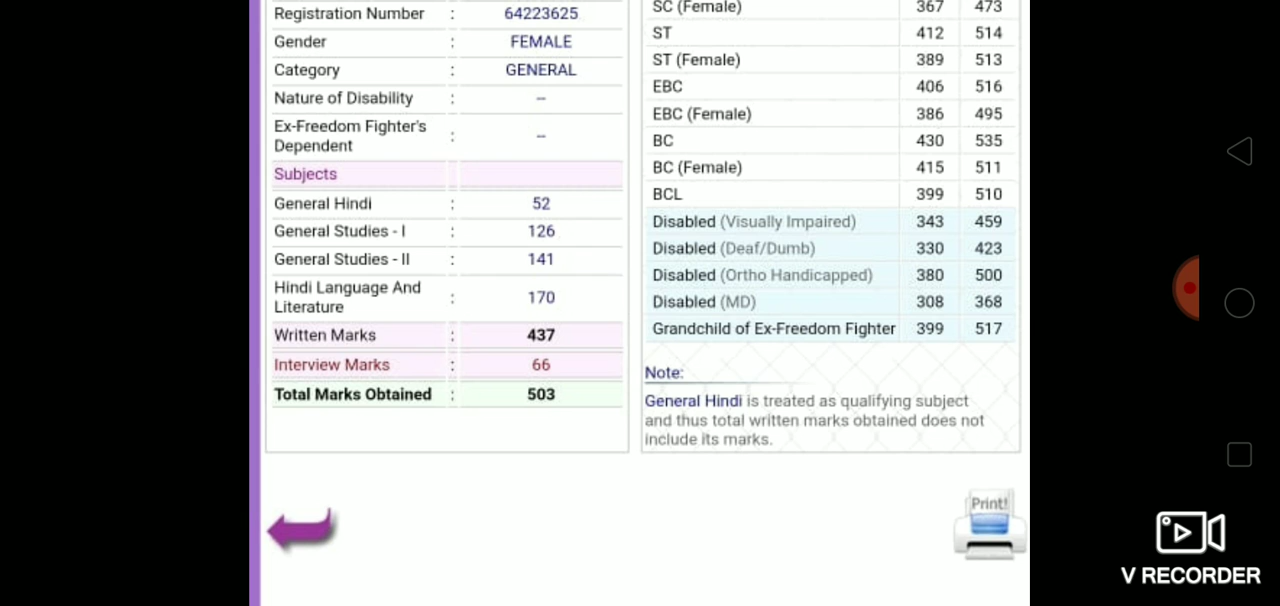 Registration Number : 64223625
Gender : FEMALE
Category : GENERAL
Nature of Disability : --
Ex-Freedom Fighter's
Dependent : --
Subjects
General Hindi : 52
General Studies - I : 126
General Studies - II : 141
Hindi Language And
Literature : 170
Written Marks : 437
Interview Marks : 66
Total Marks Obtained : 503
SC (Female) 367 473
ST 412 514
ST (Female) 389 513
EBC 406 516
EBC (Female) 386 495
BC 430 535
BC (Female) 415 511
BCL 399 510
Disabled (Visually Impaired) 343 459
Disabled (Deaf/Dumb) 330 423
Disabled (Ortho Handicapped) 380 500
Disabled (MD) 308 368
Grandchild of Ex-Freedom Fighter 399 517
Note:
General Hindi is treated as qualifying subject
and thus total written marks obtained does not
include its marks.
Print!
V RECORDER